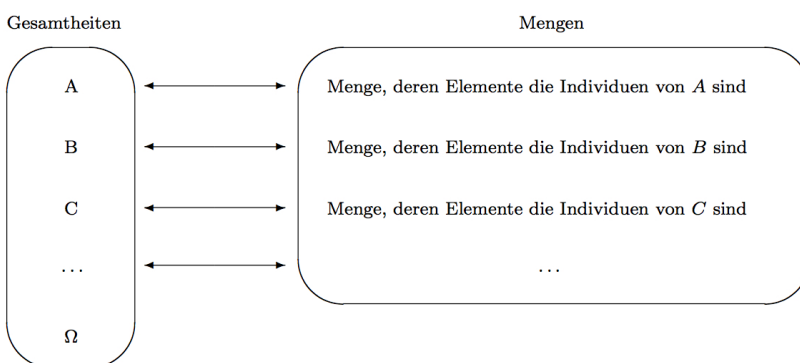 Gesamtheiten Mengen
A Menge, deren Elemente die Individuen von A sind
B Menge, deren Elemente die Individuen von B sind
C Menge, deren Elemente die Individuen von C sind
... ...
Ω